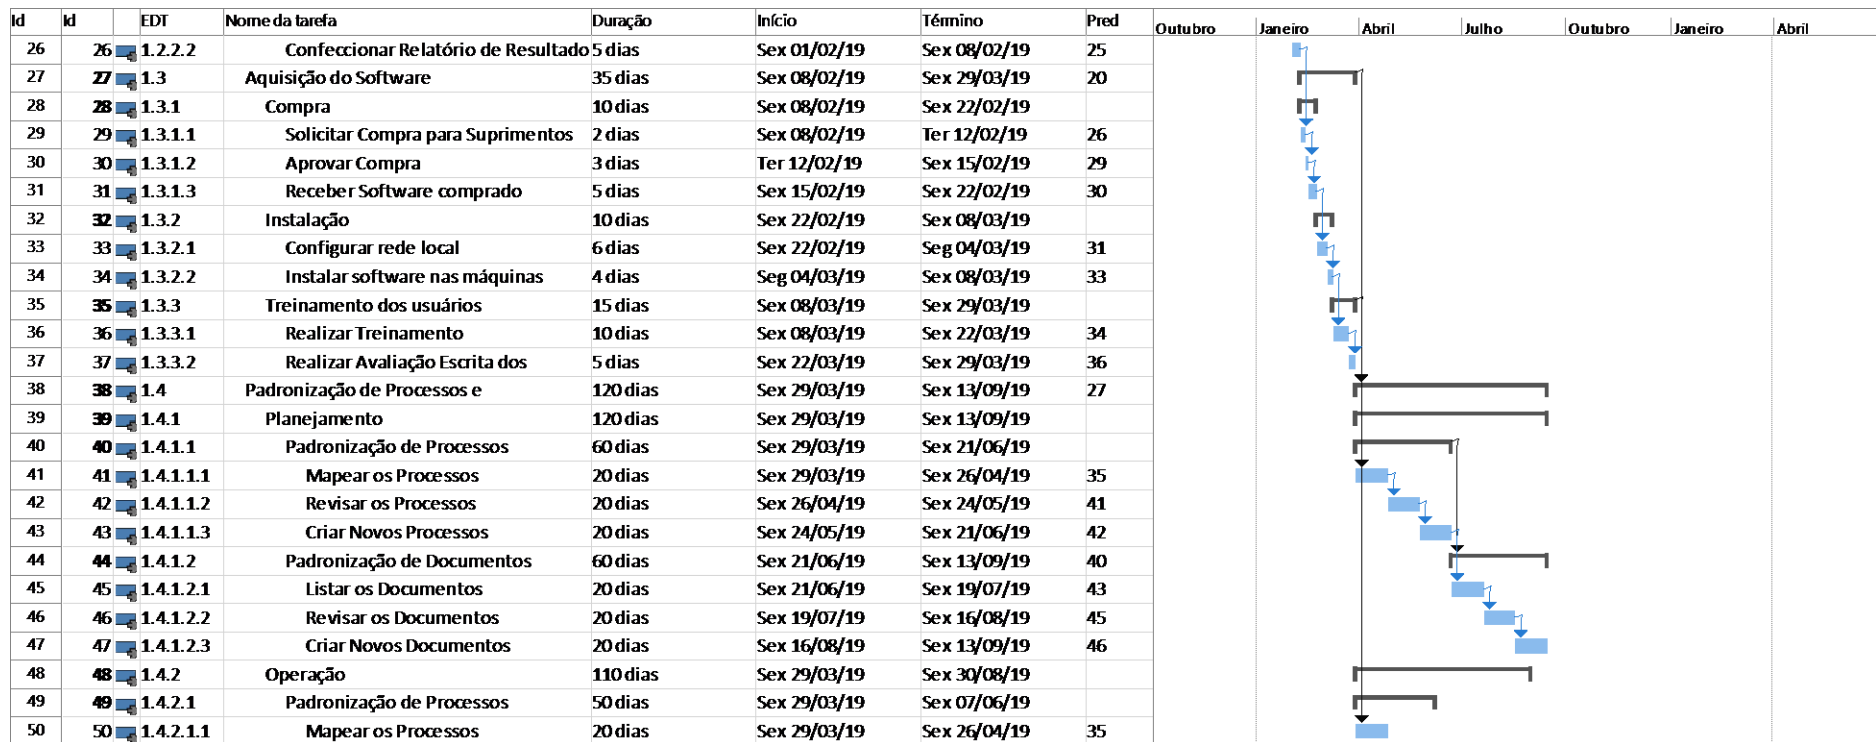 Id Id EDT Nome da tarefa Duração Início Término Pred Outubro Janeiro Abril Julho Outubro Janeiro Abril
26 26 1.2.2.2 Confeccionar Relatório de Resultado 5 dias Sex 01/02/19 Sex 08/02/19 25
27 27 1.3 Aquisição do Software 35 dias Sex 08/02/19 Sex 29/03/19 20
28 28 1.3.1 Compra 10 dias Sex 08/02/19 Sex 22/02/19
29 29 1.3.1.1 Solicitar Compra para Suprimentos 2 dias Sex 08/02/19 Ter 12/02/19 26
30 30 1.3.1.2 Aprovar Compra 3 dias Ter 12/02/19 Sex 15/02/19 29
31 31 1.3.1.3 Receber Software comprado 5 dias Sex 15/02/19 Sex 22/02/19 30
32 32 1.3.2 Instalação 10 dias Sex 22/02/19 Sex 08/03/19
33 33 1.3.2.1 Configurar rede local 6 dias Sex 22/02/19 Seg 04/03/19 31
34 34 1.3.2.2 Instalar software nas máquinas 4 dias Seg 04/03/19 Sex 08/03/19 33
35 35 1.3.3 Treinamento dos usuários 15 dias Sex 08/03/19 Sex 29/03/19
36 36 1.3.3.1 Realizar Treinamento 10 dias Sex 08/03/19 Sex 22/03/19 34
37 37 1.3.3.2 Realizar Avaliação Escrita dos 5 dias Sex 22/03/19 Sex 29/03/19 36
38 38 1.4 Padronização de Processos e 120 dias Sex 29/03/19 Sex 13/09/19 27
39 39 1.4.1 Planejamento 120 dias Sex 29/03/19 Sex 13/09/19
40 40 1.4.1.1 Padronização de Processos 60 dias Sex 29/03/19 Sex 21/06/19
41 41 1.4.1.1.1 Mapear os Processos 20 dias Sex 29/03/19 Sex 26/04/19 35
42 42 1.4.1.1.2 Revisar os Processos 20 dias Sex 26/04/19 Sex 24/05/19 41
43 43 1.4.1.1.3 Criar Novos Processos 20 dias Sex 24/05/19 Sex 21/06/19 42
44 44 1.4.1.2 Padronização de Documentos 60 dias Sex 21/06/19 Sex 13/09/19 40
45 45 1.4.1.2.1 Listar os Documentos 20 dias Sex 21/06/19 Sex 19/07/19 43
46 46 1.4.1.2.2 Revisar os Documentos 20 dias Sex 19/07/19 Sex 16/08/19 45
47 47 1.4.1.2.3 Criar Novos Documentos 20 dias Sex 16/08/19 Sex 13/09/19 46
48 48 1.4.2 Operação 110 dias Sex 29/03/19 Sex 30/08/19
49 49 1.4.2.1 Padronização de Processos 50 dias Sex 29/03/19 Sex 07/06/19
50 50 1.4.2.1.1 Mapear os Processos 20 dias Sex 29/03/19 Sex 26/04/19 35